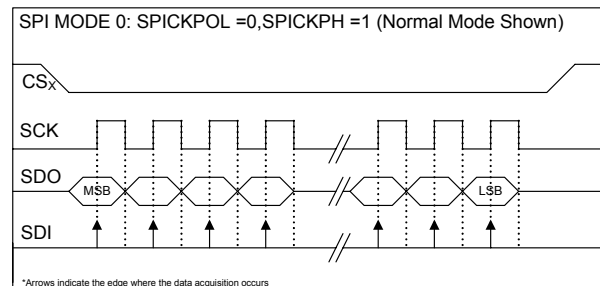 SPI MODE 0: SPICKPOL =0,SPICKPH =1 (Normal Mode Shown)
CSX
SCK
SDO
MSB
LSB
SDI
*Arrows indicate the edge where the data acquisition occurs